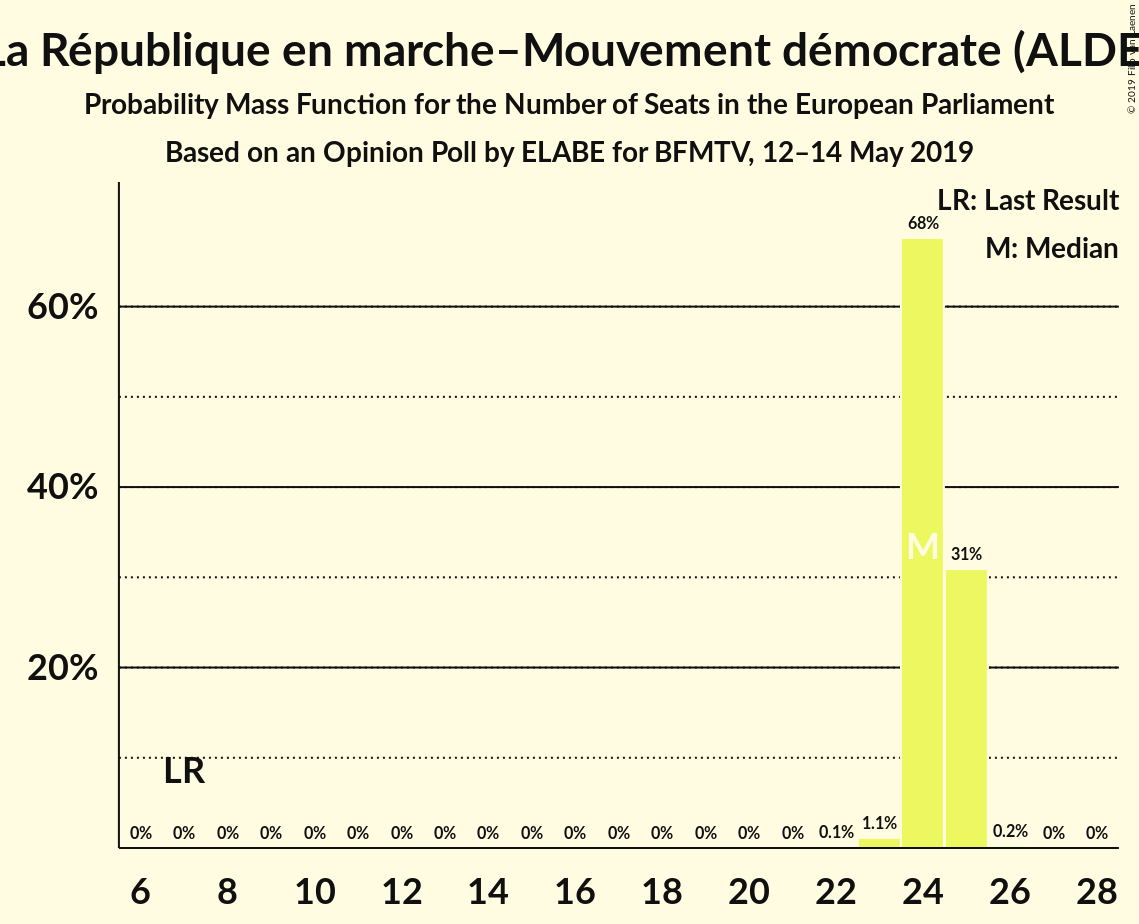 La République en marche–Mouvement démocrate (ALDE
Probability Mass Function for the Number of Seats in the European Parliament
Based on an Opinion Poll by ELABE for BFMTV, 12–14 May 2019
© 2019 Filip van Laenen
LR: Last Result
M: Median
68%
60%
40%
M
31%
20%
LR
0% 0% 0% 0% 0% 0% 0% 0% 0% 0% 0% 0% 0% 0% 0% 0% 0.1% 1.1% 0.2% 0% 0%
6 8 10 12 14 16 18 20 22 24 26 28